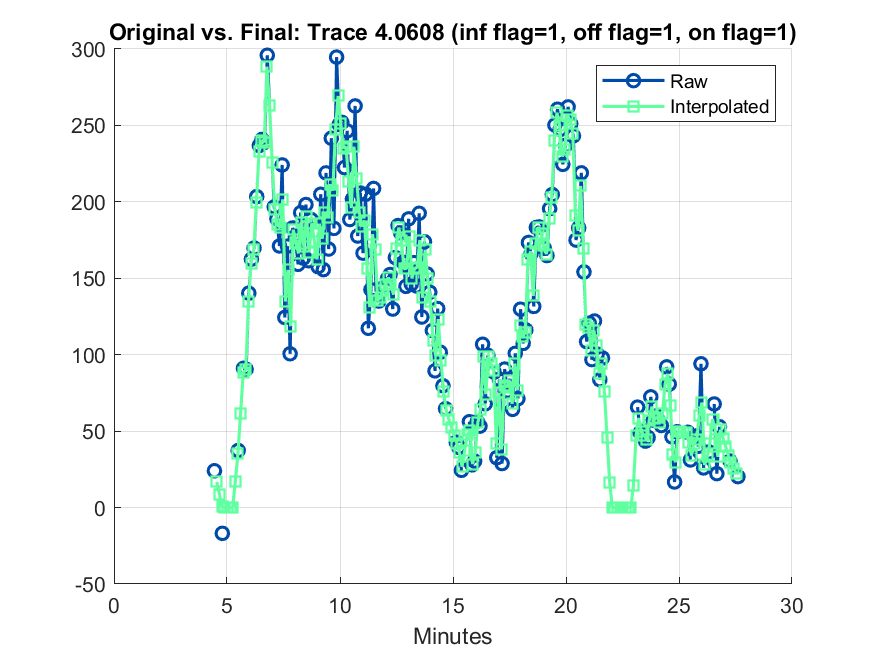 Original vs. Final: Trace 4.0608 (inf flag=1, off flag=1, on flag=1)
300
250
200
150
100
50
0
-50
Raw
Interpolated
0 5 10 15 20 25 30
Minutes